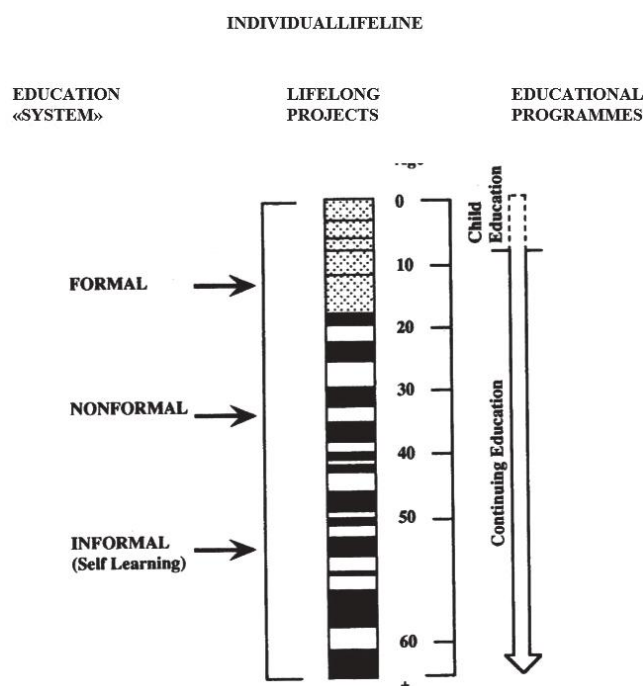 INDIVIDUALLIFELINE
EDUCATION
«SYSTEM»
LIFELONG
PROJECTS
EDUCATIONAL
PROGRAMMES
0
Child
Education
10
FORMAL
20
30
NONFORMAL
40
Continuing Education
50
INFORMAL
(Self Learning)
60
+